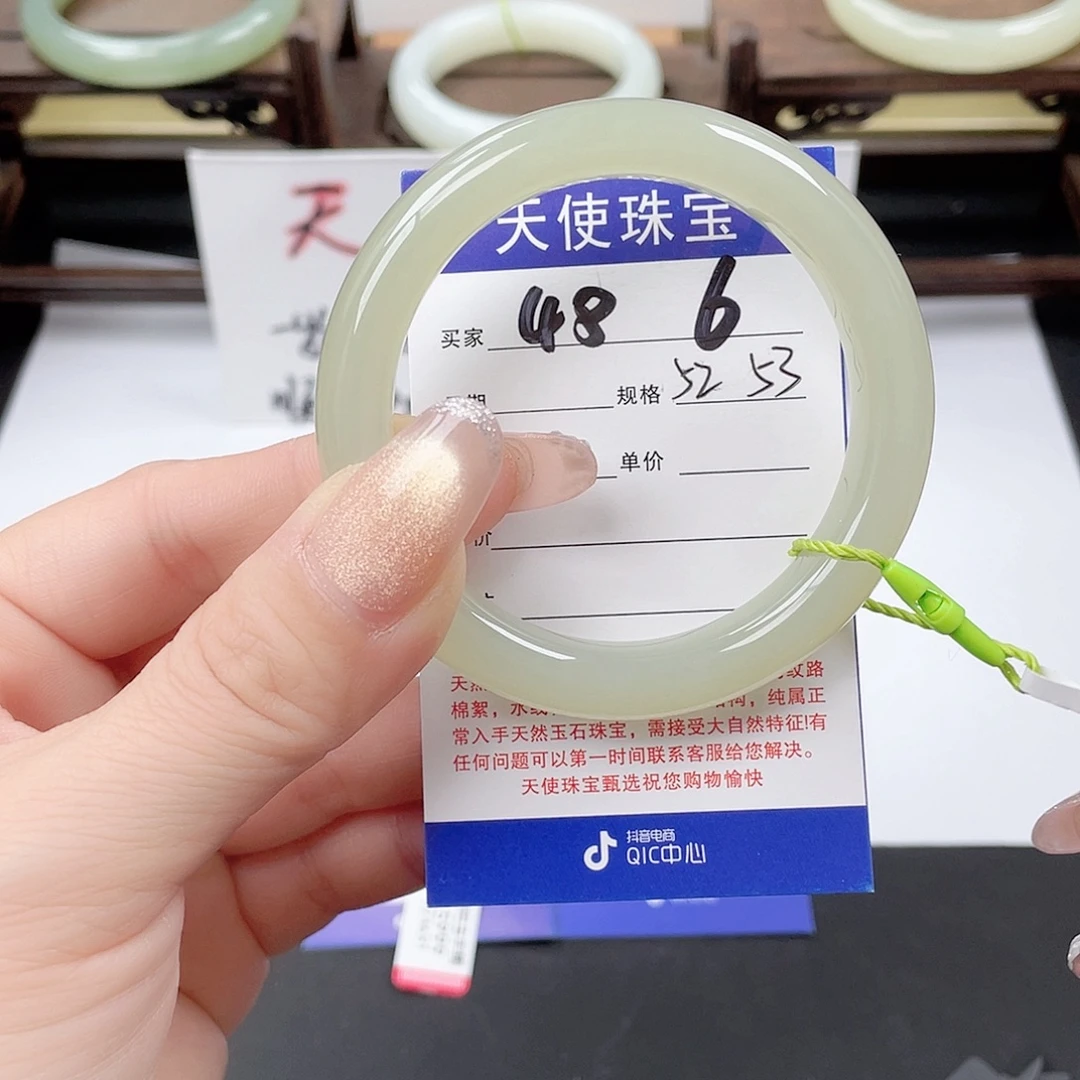 天
天使珠宝
买家 48 6
规格 52 53
单价
价
纹路
棉絮，水线 纯属正
常入手天然玉石珠宝，需接受大自然特征!有
任何问题可以第一时间联系客服给您解决。
天使珠宝甄选祝您购物愉快
抖音电商
QIC中心